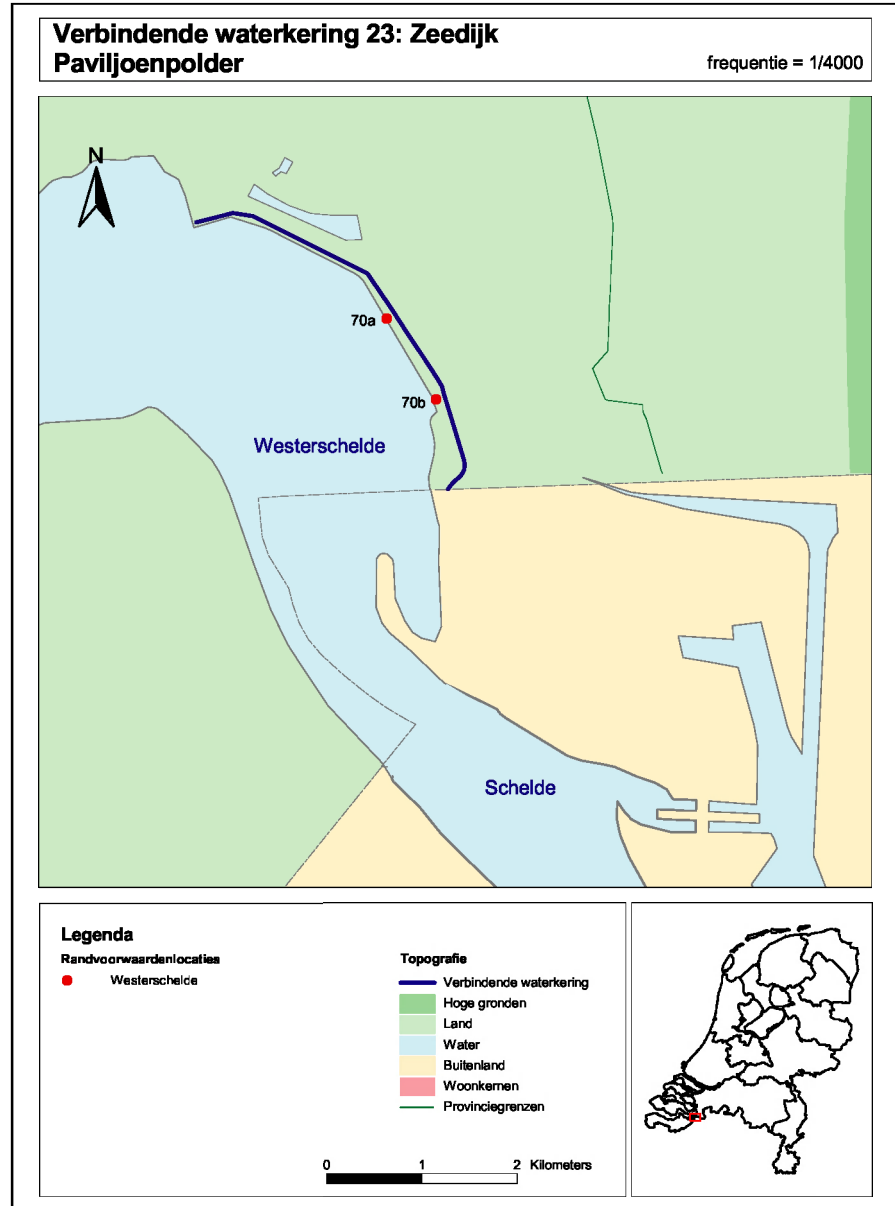 Verbindende waterkering 23: Zeedijk
Paviljoenpolder
frequentie = 1/4000
N
70a
70b
Westerschelde
Schelde
Legenda
Randvoorwaardenlocaties
Westerschelde
Topografie
Verbindende waterkering
Hoge gronden
Land
Water
Buitenland
Woonkernen
Provinciegrenzen
0 1 2 Kilometers